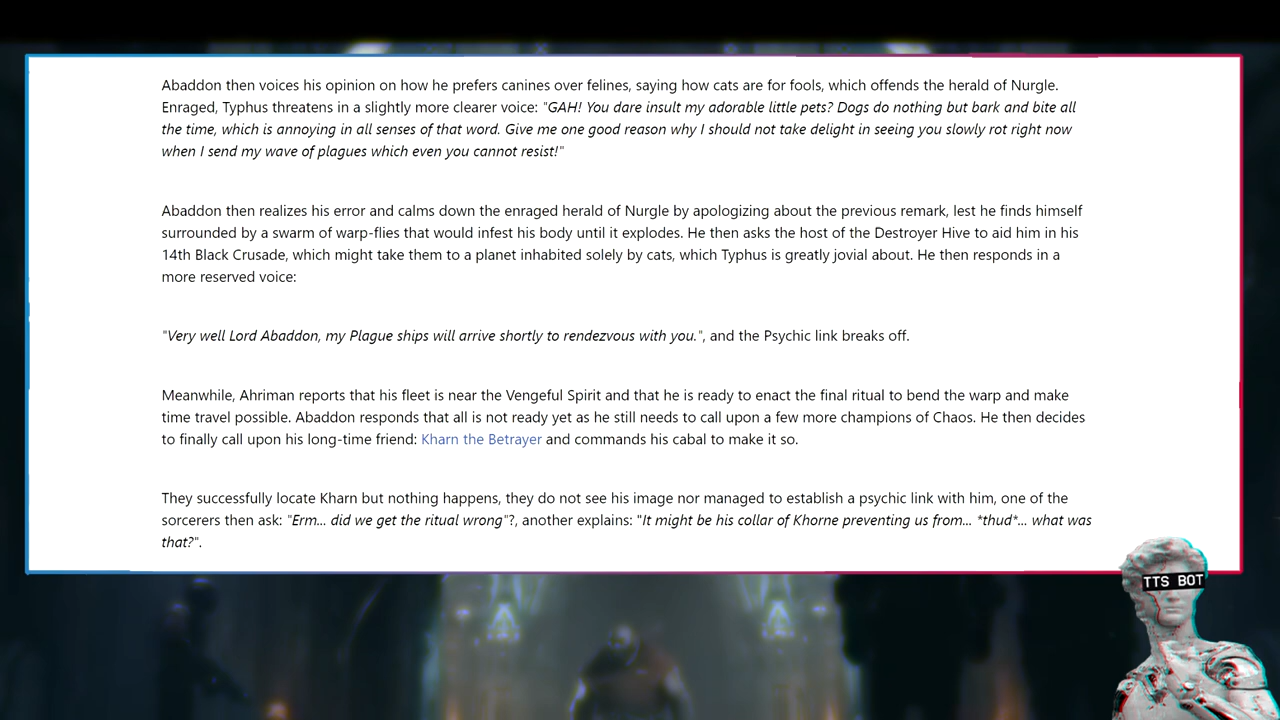 Abaddon then voices his opinion on how he prefers canines over felines, saying how cats are for fools, which offends the herald of Nurgle.
Enraged, Typhus threatens in a slightly more clearer voice: "GAH! You dare insult my adorable little pets? Dogs do nothing but bark and bite all
the time, which is annoying in all senses of that word. Give me one good reason why I should not take delight in seeing you slowly rot right now
when I send my wave of plagues which even you cannot resist!"
Abaddon then realizes his error and calms down the enraged herald of Nurgle by apologizing about the previous remark, lest he finds himself
surrounded by a swarm of warp-flies that would infest his body until it explodes. He then asks the host of the Destroyer Hive to aid him in his
14th Black Crusade, which might take them to a planet inhabited solely by cats, which Typhus is greatly jovial about. He then responds in a
more reserved voice:
"Very well Lord Abaddon, my Plague ships will arrive shortly to rendezvous with you.", and the Psychic link breaks off.
Meanwhile, Ahriman reports that his fleet is near the Vengeful Spirit and that he is ready to enact the final ritual to bend the warp and make
time travel possible. Abaddon responds that all is not ready yet as he still needs to call upon a few more champions of Chaos. He then decides
to finally call upon his long-time friend: Kharn the Betrayer and commands his cabal to make it so.
They successfully locate Kharn but nothing happens, they do not see his image nor managed to establish a psychic link with him, one of the
sorcerers then ask: "Erm... did we get the ritual wrong"?, another explains: "It might be his collar of Khorne preventing us from... *thud*... what was
that?".
TTS BOT